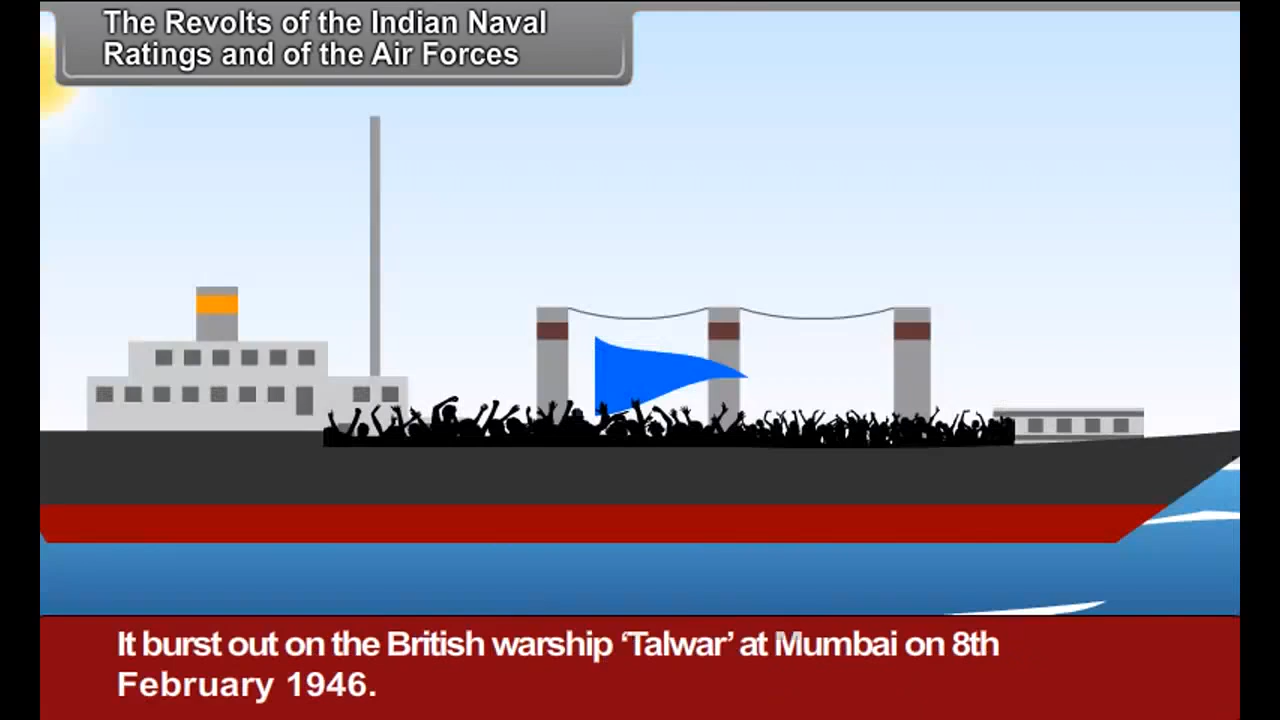 The Revolts of the Indian Naval
Ratings and of the Air Forces
It burst out on the British warship ‘Talwar’ at Mumbai on 8th
February 1946.